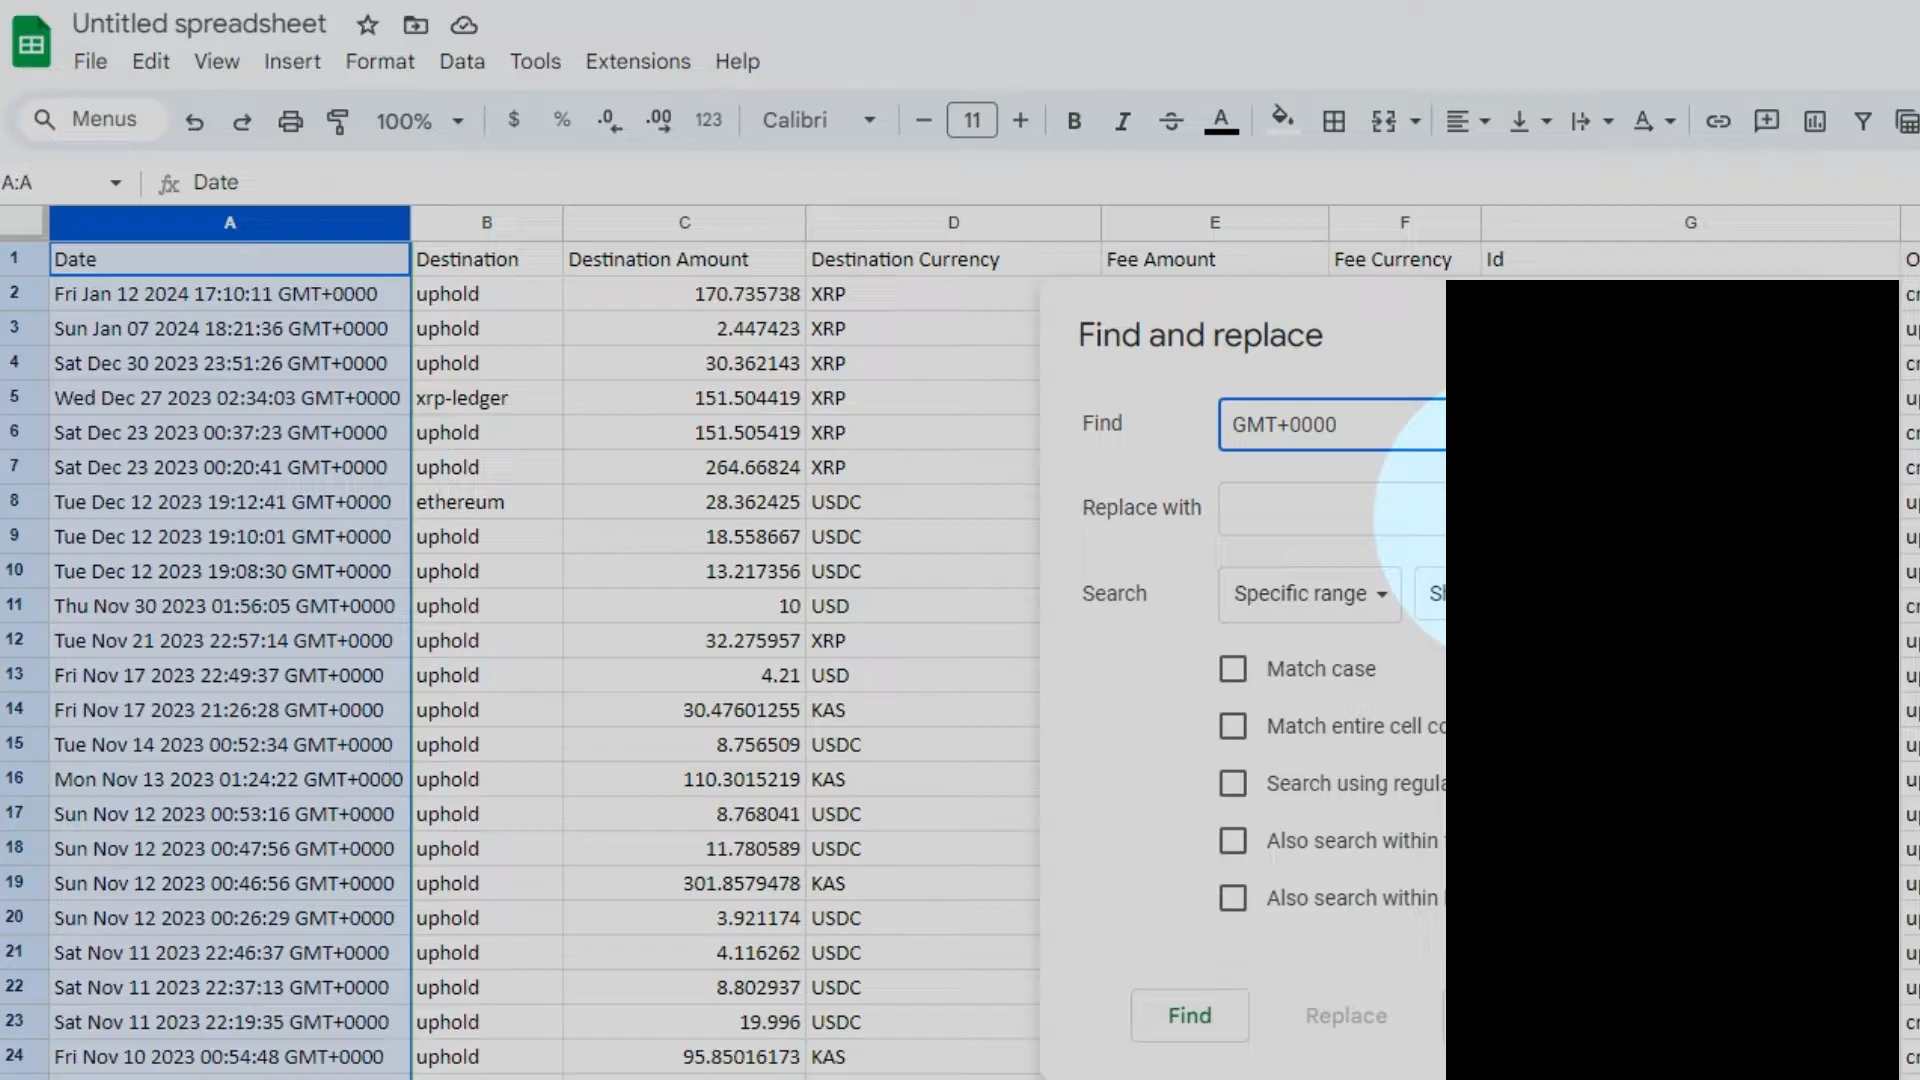 Untitled spreadsheet
File Edit View Insert Format Data Tools Extensions Help
Menus 100% $ % .0 .00 123 Calibri 11 B I A
A:A fx Date
A B C D E F G
1 Date Destination Destination Amount Destination Currency Fee Amount Fee Currency Id
2 Fri Jan 12 2024 17:10:11 GMT+0000 uphold 170.735738 XRP
3 Sun Jan 07 2024 18:21:36 GMT+0000 uphold 2.447423 XRP
4 Sat Dec 30 2023 23:51:26 GMT+0000 uphold 30.362143 XRP
5 Wed Dec 27 2023 02:34:03 GMT+0000 xrp-ledger 151.504419 XRP
6 Sat Dec 23 2023 00:37:23 GMT+0000 uphold 151.505419 XRP
7 Sat Dec 23 2023 00:20:41 GMT+0000 uphold 264.66824 XRP
8 Tue Dec 12 2023 19:12:41 GMT+0000 ethereum 28.362425 USDC
9 Tue Dec 12 2023 19:10:01 GMT+0000 uphold 18.558667 USDC
10 Tue Dec 12 2023 19:08:30 GMT+0000 uphold 13.217356 USDC
11 Thu Nov 30 2023 01:56:05 GMT+0000 uphold 10 USD
12 Tue Nov 21 2023 22:57:14 GMT+0000 uphold 32.275957 XRP
13 Fri Nov 17 2023 22:49:37 GMT+0000 uphold 4.21 USD
14 Fri Nov 17 2023 21:26:28 GMT+0000 uphold 30.47601255 KAS
15 Tue Nov 14 2023 00:52:34 GMT+0000 uphold 8.756509 USDC
16 Mon Nov 13 2023 01:24:22 GMT+0000 uphold 110.3015219 KAS
17 Sun Nov 12 2023 00:53:16 GMT+0000 uphold 8.768041 USDC
18 Sun Nov 12 2023 00:47:56 GMT+0000 uphold 11.780589 USDC
19 Sun Nov 12 2023 00:46:56 GMT+0000 uphold 301.8579478 KAS
20 Sun Nov 12 2023 00:26:29 GMT+0000 uphold 3.921174 USDC
21 Sat Nov 11 2023 22:46:37 GMT+0000 uphold 4.116262 USDC
22 Sat Nov 11 2023 22:37:13 GMT+0000 uphold 8.802937 USDC
23 Sat Nov 11 2023 22:19:35 GMT+0000 uphold 19.996 USDC
24 Fri Nov 10 2023 00:54:48 GMT+0000 uphold 95.85016173 KAS
Find and replace
Find GMT+0000
Replace with
Search Specific range
Match case
Match entire cell
Search using
Also search within
Also search within
Find Replace